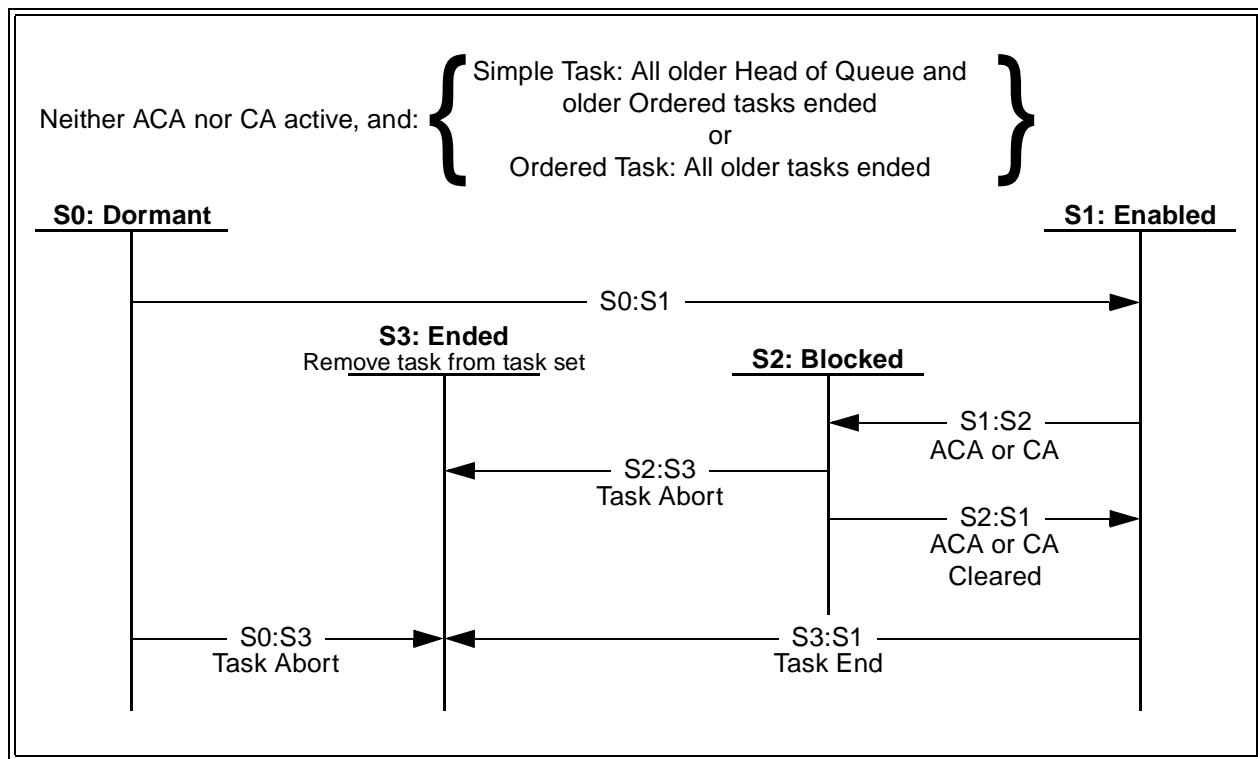 Simple Task: All older Head of Queue and
older Ordered tasks ended
Neither ACA nor CA active, and:
or
Ordered Task: All older tasks ended
S0: Dormant
S1: Enabled
S0:S1
S3: Ended
Remove task from task set
S2: Blocked
S1:S2
ACA or CA
S2:S3
Task Abort
S2:S1
ACA or CA
Cleared
S0:S3
Task Abort
S3:S1
Task End